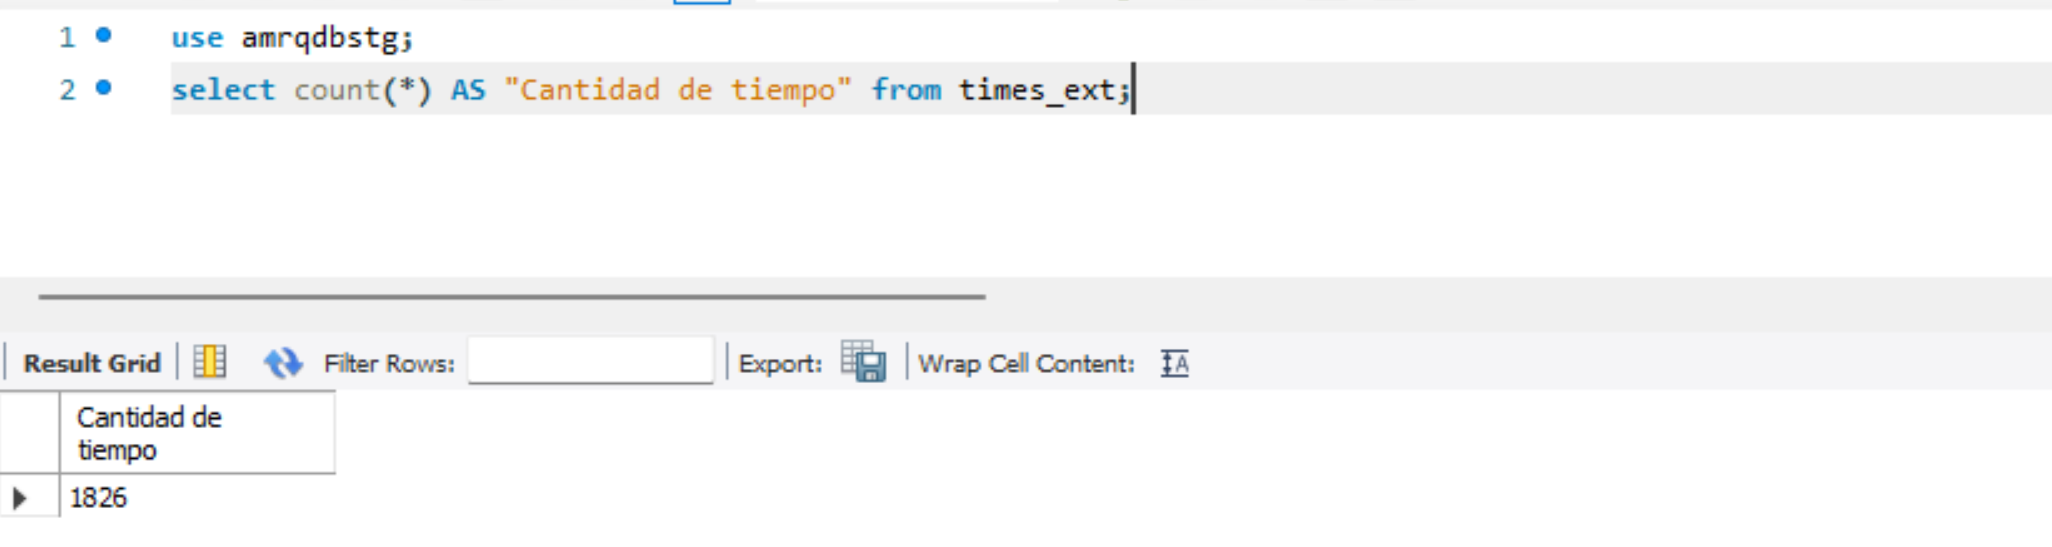 1 use amrqdbstg;
2 select count(*) AS "Cantidad de tiempo" from times_ext;
Result Grid Filter Rows: Export: Wrap Cell Content: A
Cantidad de
tiempo
1826